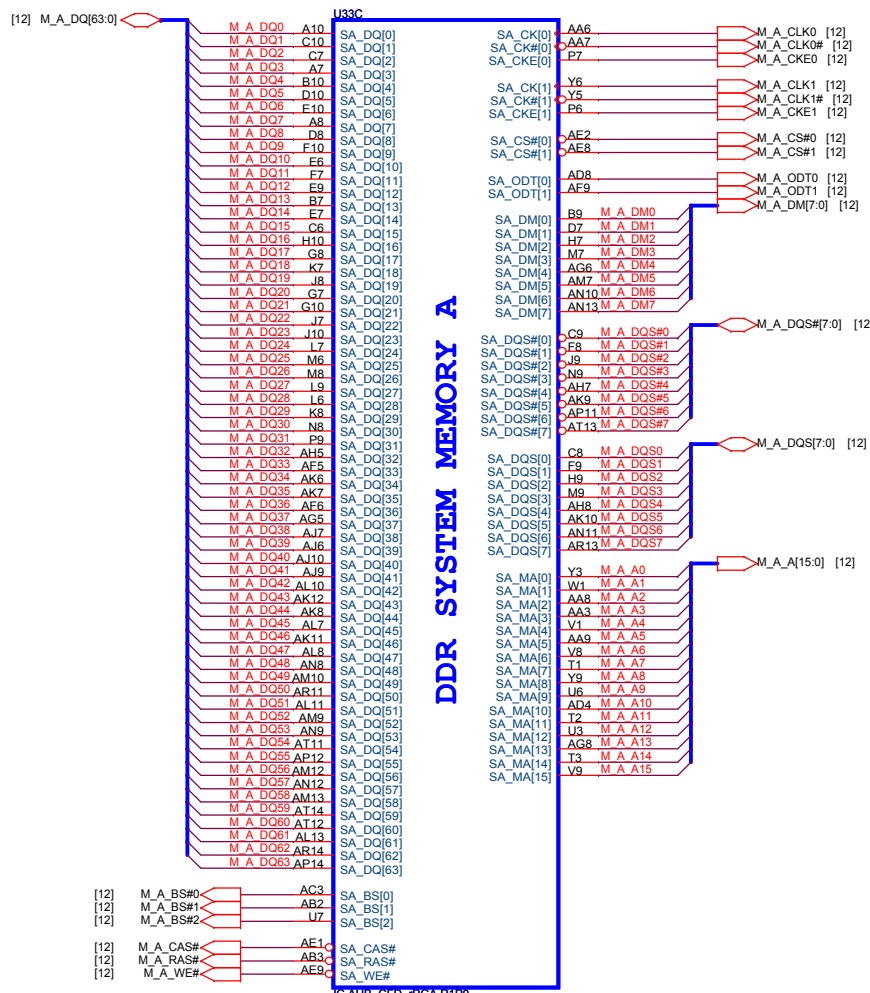 U33C
[12] M_A_DQ[63:0]
M_A_DQ0 A10 SA_DQ[0]
M_A_DQ1 C10 SA_DQ[1]
M_A_DQ2 C7 SA_DQ[2]
M_A_DQ3 A7 SA_DQ[3]
M_A_DQ4 B10 SA_DQ[4]
M_A_DQ5 D10 SA_DQ[5]
M_A_DQ6 E10 SA_DQ[6]
M_A_DQ7 A8 SA_DQ[7]
M_A_DQ8 D8 SA_DQ[8]
M_A_DQ9 F10 SA_DQ[9]
M_A_DQ10 E6 SA_DQ[10]
M_A_DQ11 F7 SA_DQ[11]
M_A_DQ12 E9 SA_DQ[12]
M_A_DQ13 B7 SA_DQ[13]
M_A_DQ14 E7 SA_DQ[14]
M_A_DQ15 C6 SA_DQ[15]
M_A_DQ16 H10 SA_DQ[16]
M_A_DQ17 G8 SA_DQ[17]
M_A_DQ18 K7 SA_DQ[18]
M_A_DQ19 J8 SA_DQ[19]
M_A_DQ20 G7 SA_DQ[20]
M_A_DQ21 G10 SA_DQ[21]
M_A_DQ22 J7 SA_DQ[22]
M_A_DQ23 J10 SA_DQ[23]
M_A_DQ24 L7 SA_DQ[24]
M_A_DQ25 M6 SA_DQ[25]
M_A_DQ26 M8 SA_DQ[26]
M_A_DQ27 L9 SA_DQ[27]
M_A_DQ28 L6 SA_DQ[28]
M_A_DQ29 K8 SA_DQ[29]
M_A_DQ30 N8 SA_DQ[30]
M_A_DQ31 P9 SA_DQ[31]
M_A_DQ32 AH5 SA_DQ[32]
M_A_DQ33 AF5 SA_DQ[33]
M_A_DQ34 AK6 SA_DQ[34]
M_A_DQ35 AK7 SA_DQ[35]
M_A_DQ36 AF6 SA_DQ[36]
M_A_DQ37 AG5 SA_DQ[37]
M_A_DQ38 AJ7 SA_DQ[38]
M_A_DQ39 AJ6 SA_DQ[39]
M_A_DQ40 AJ10 SA_DQ[40]
M_A_DQ41 AJ9 SA_DQ[41]
M_A_DQ42 AL10 SA_DQ[42]
M_A_DQ43 AK12 SA_DQ[43]
M_A_DQ44 AK8 SA_DQ[44]
M_A_DQ45 AL7 SA_DQ[45]
M_A_DQ46 AK11 SA_DQ[46]
M_A_DQ47 AL8 SA_DQ[47]
M_A_DQ48 AN8 SA_DQ[48]
M_A_DQ49 AM10 SA_DQ[49]
M_A_DQ50 AR11 SA_DQ[50]
M_A_DQ51 AL11 SA_DQ[51]
M_A_DQ52 AM9 SA_DQ[52]
M_A_DQ53 AN9 SA_DQ[53]
M_A_DQ54 AT11 SA_DQ[54]
M_A_DQ55 AP12 SA_DQ[55]
M_A_DQ56 AM12 SA_DQ[56]
M_A_DQ57 AN12 SA_DQ[57]
M_A_DQ58 AM13 SA_DQ[58]
M_A_DQ59 AT14 SA_DQ[59]
M_A_DQ60 AT12 SA_DQ[60]
M_A_DQ61 AL13 SA_DQ[61]
M_A_DQ62 AR14 SA_DQ[62]
M_A_DQ63 AP14 SA_DQ[63]
[12] M_A_BS#0 AC3 SA_BS[0]
[12] M_A_BS#1 AB2 SA_BS[1]
[12] M_A_BS#2 U7 SA_BS[2]
[12] M_A_CAS# AE1 SA_CAS#
[12] M_A_RAS# AB3 SA_RAS#
[12] M_A_WE# AE9 SA_WE#
DDR SYSTEM MEMORY A
SA_CK[0] AA6 M_A_CLK0 [12]
SA_CK#[0] AA7 M_A_CLK0# [12]
SA_CKE[0] P7 M_A_CKE0 [12]
SA_CK[1] Y6 M_A_CLK1 [12]
SA_CK#[1] Y5 M_A_CLK1# [12]
SA_CKE[1] P6 M_A_CKE1 [12]
SA_CS#[0] AE2 M_A_CS#0 [12]
SA_CS#[1] AE8 M_A_CS#1 [12]
SA_ODT[0] AD8 M_A_ODT0 [12]
SA_ODT[1] AF9 M_A_ODT1 [12]
M_A_DM[7:0] [12]
SA_DM[0] B9 M_A_DM0
SA_DM[1] D7 M_A_DM1
SA_DM[2] H7 M_A_DM2
SA_DM[3] M7 M_A_DM3
SA_DM[4] AG6 M_A_DM4
SA_DM[5] AM7 M_A_DM5
SA_DM[6] AN10 M_A_DM6
SA_DM[7] AN13 M_A_DM7
M_A_DQS#[7:0] [12
SA_DQS#[0] C9 M_A_DQS#0
SA_DQS#[1] F8 M_A_DQS#1
SA_DQS#[2] J9 M_A_DQS#2
SA_DQS#[3] N9 M_A_DQS#3
SA_DQS#[4] AH7 M_A_DQS#4
SA_DQS#[5] AK9 M_A_DQS#5
SA_DQS#[6] AP11 M_A_DQS#6
SA_DQS#[7] AT13 M_A_DQS#7
M_A_DQS[7:0] [12]
SA_DQS[0] C8 M_A_DQS0
SA_DQS[1] F9 M_A_DQS1
SA_DQS[2] H9 M_A_DQS2
SA_DQS[3] M9 M_A_DQS3
SA_DQS[4] AH8 M_A_DQS4
SA_DQS[5] AK10 M_A_DQS5
SA_DQS[6] AN11 M_A_DQS6
SA_DQS[7] AR13 M_A_DQS7
M_A_A[15:0] [12]
SA_MA[0] Y3 M_A_A0
SA_MA[1] W1 M_A_A1
SA_MA[2] AA8 M_A_A2
SA_MA[3] AA3 M_A_A3
SA_MA[4] V1 M_A_A4
SA_MA[5] AA9 M_A_A5
SA_MA[6] V8 M_A_A6
SA_MA[7] T1 M_A_A7
SA_MA[8] Y9 M_A_A8
SA_MA[9] U6 M_A_A9
SA_MA[10] AD4 M_A_A10
SA_MA[11] T2 M_A_A11
SA_MA[12] U3 M_A_A12
SA_MA[13] AG8 M_A_A13
SA_MA[14] T3 M_A_A14
SA_MA[15] V9 M_A_A15